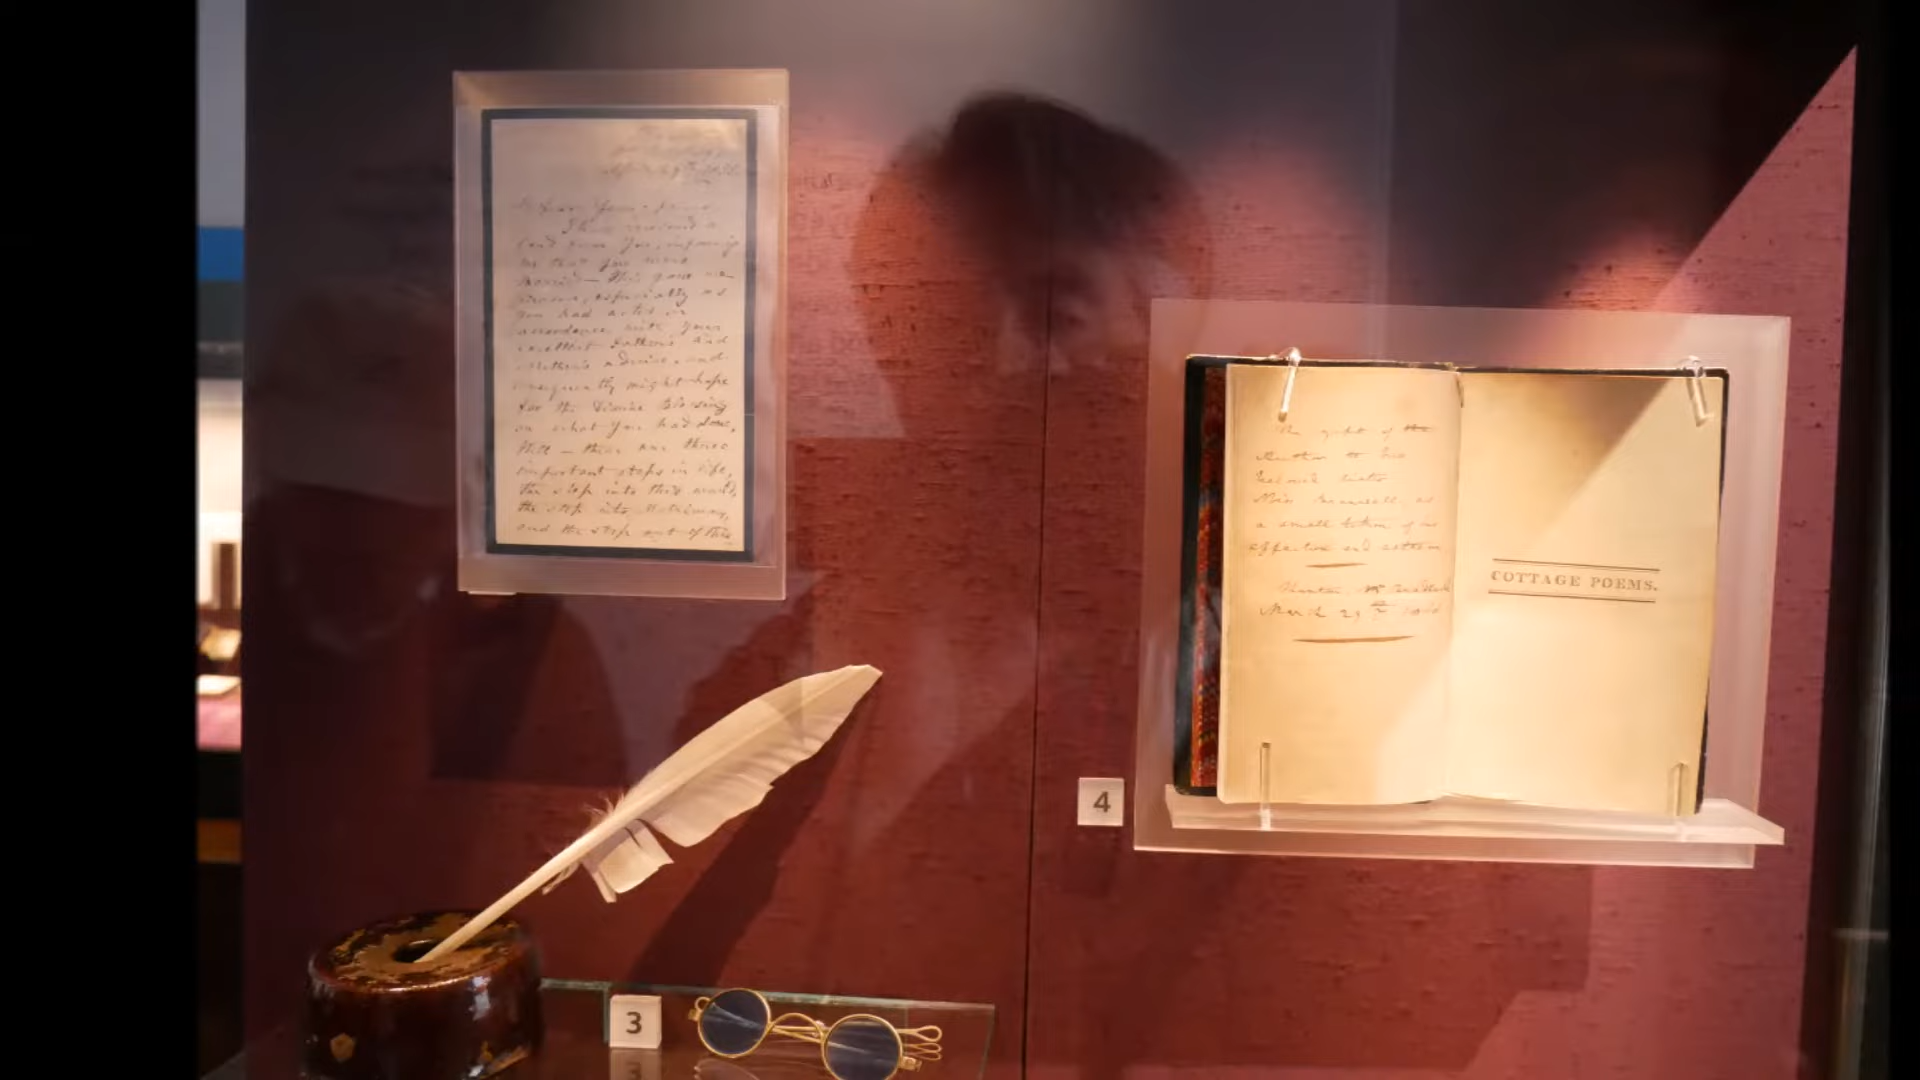 I have received a
card from You, informing
me that you were
married — This gave me
pleasure, especially as
you had acted in
accordance with Your
excellent Father's and
Mother's advice, and
consequently might hope
for the Divine blessing
on what You had done,
Still — there are three
important steps in life,
The step into this world,
the step into Matrimony,
and the step out of this
The gift of the
Author to his
beloved Sister
Miss Branwell, as
a small token of
affection and esteem
March 29th
COTTAGE POEMS.
3
4